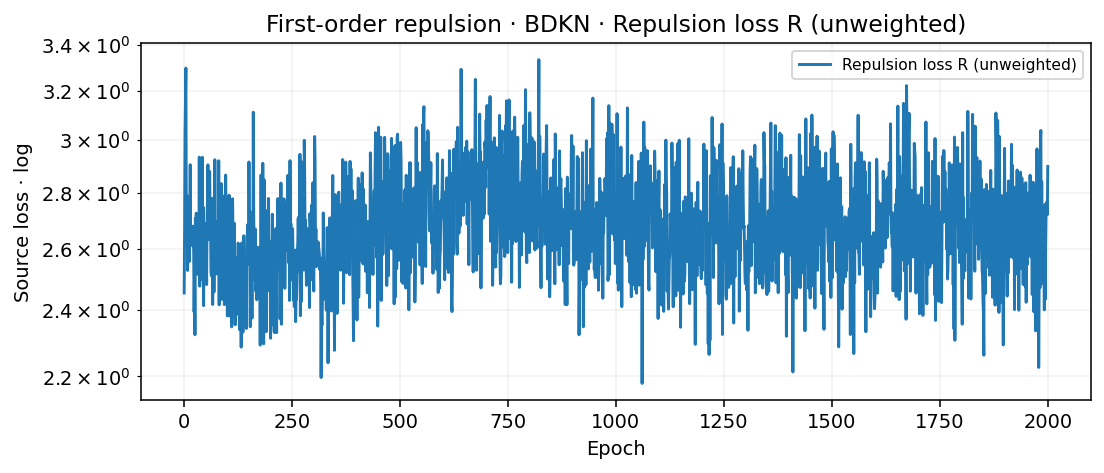 First-order repulsion · BDKN · Repulsion loss R (unweighted)
Repulsion loss R (unweighted)
Source loss · log
3.4 × 10⁰
3.2 × 10⁰
3 × 10⁰
2.8 × 10⁰
2.6 × 10⁰
2.4 × 10⁰
2.2 × 10⁰
0 250 500 750 1000 1250 1500 1750 2000
Epoch